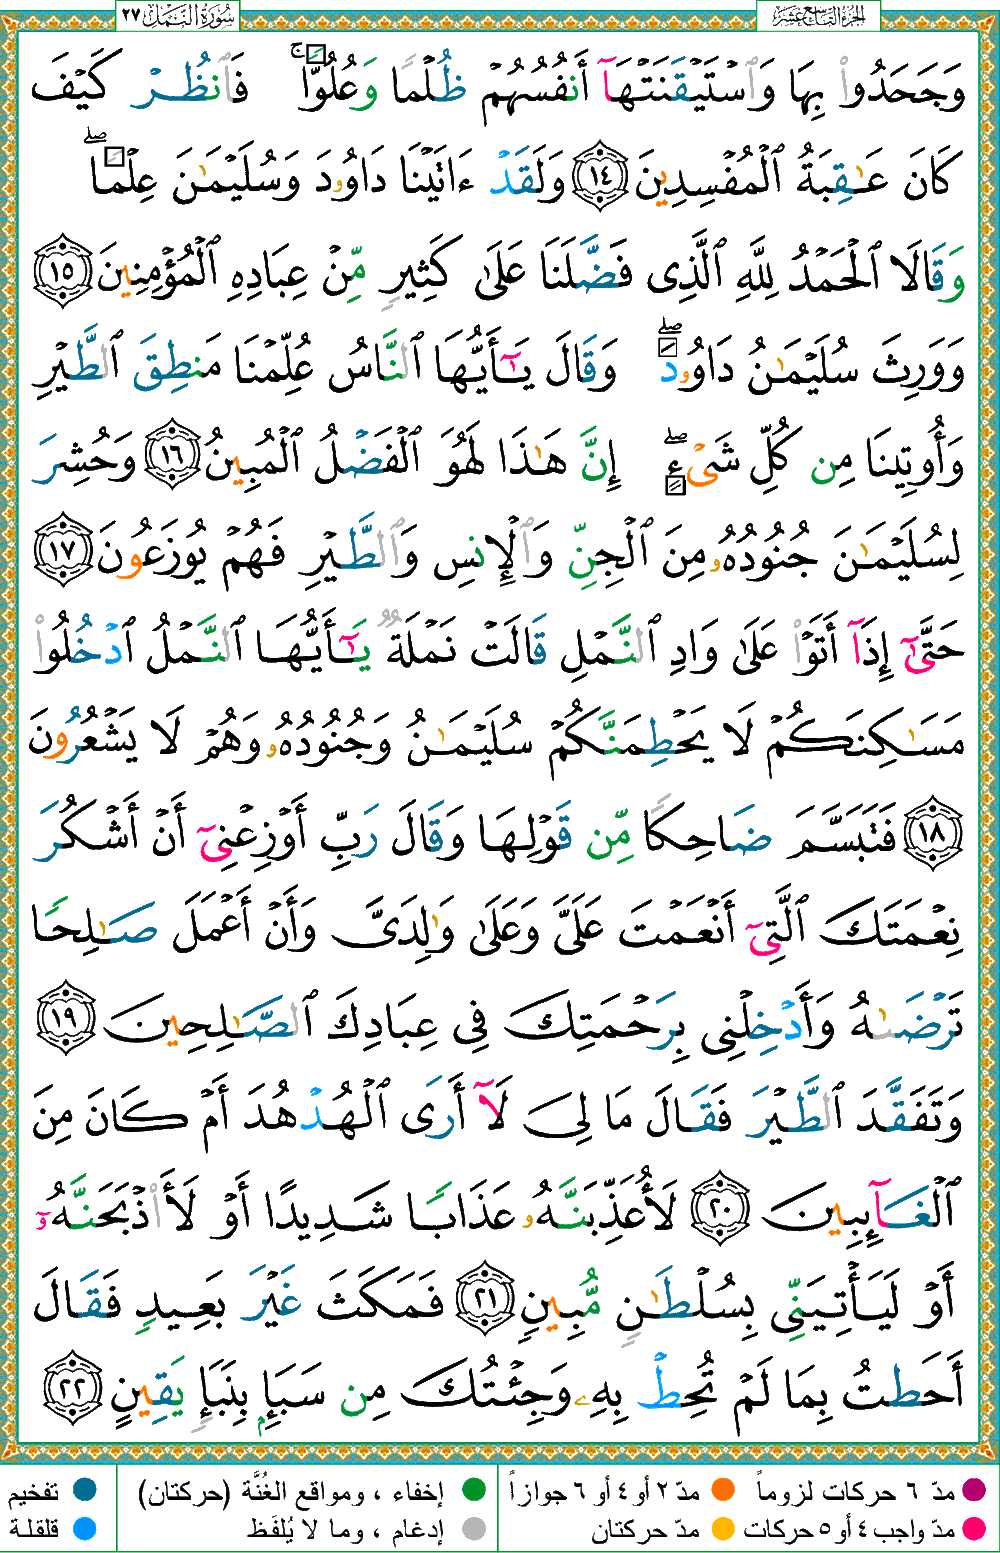 الجزء التاسع عشر
سُورَةُ النَّمْل ٢٧
وَجَحَدُوا۟ بِهَا وَٱسْتَيْقَنَتْهَآ أَنفُسُهُمْ ظُلْمًا وَعُلُوًّا ۚ فَٱنظُرْ كَيْفَ
كَانَ عَـٰقِبَةُ ٱلْمُفْسِدِينَ ١٤ وَلَقَدْ ءَاتَيْنَا دَاوُۥدَ وَسُلَيْمَـٰنَ عِلْمًا ۖ
وَقَالَا ٱلْحَمْدُ لِلَّهِ ٱلَّذِى فَضَّلَنَا عَلَىٰ كَثِيرٍ مِّنْ عِبَادِهِ ٱلْمُؤْمِنِينَ ١٥
وَوَرِثَ سُلَيْمَـٰنُ دَاوُۥدَ ۖ وَقَالَ يَـٰٓأَيُّهَا ٱلنَّاسُ عُلِّمْنَا مَنطِقَ ٱلطَّيْرِ
وَأُوتِينَا مِن كُلِّ شَىْءٍ ۖ إِنَّ هَـٰذَا لَهُوَ ٱلْفَضْلُ ٱلْمُبِينُ ١٦ وَحُشِرَ
لِسُلَيْمَـٰنَ جُنُودُهُۥ مِنَ ٱلْجِنِّ وَٱلْإِنسِ وَٱلطَّيْرِ فَهُمْ يُوزَعُونَ ١٧
حَتَّىٰٓ إِذَآ أَتَوْا۟ عَلَىٰ وَادِ ٱلنَّمْلِ قَالَتْ نَمْلَةٌ يَـٰٓأَيُّهَا ٱلنَّمْلُ ٱدْخُلُوا۟
مَسَـٰكِنَكُمْ لَا يَحْطِمَنَّكُمْ سُلَيْمَـٰنُ وَجُنُودُهُۥ وَهُمْ لَا يَشْعُرُونَ
١٨ فَتَبَسَّمَ ضَاحِكًا مِّن قَوْلِهَا وَقَالَ رَبِّ أَوْزِعْنِىٓ أَنْ أَشْكُرَ
نِعْمَتَكَ ٱلَّتِىٓ أَنْعَمْتَ عَلَىَّ وَعَلَىٰ وَٰلِدَىَّ وَأَنْ أَعْمَلَ صَـٰلِحًا
تَرْضَىٰهُ وَأَدْخِلْنِى بِرَحْمَتِكَ فِى عِبَادِكَ ٱلصَّـٰلِحِينَ ١٩
وَتَفَقَّدَ ٱلطَّيْرَ فَقَالَ مَا لِىَ لَآ أَرَى ٱلْهُدْهُدَ أَمْ كَانَ مِنَ
ٱلْغَآئِبِينَ ٢٠ لَأُعَذِّبَنَّهُۥ عَذَابًا شَدِيدًا أَوْ لَأَا۟ذْبَحَنَّهُۥٓ
أَوْ لَيَأْتِيَنِّى بِسُلْطَـٰنٍ مُّبِينٍ ٢١ فَمَكَثَ غَيْرَ بَعِيدٍ فَقَالَ
أَحَطتُ بِمَا لَمْ تُحِطْ بِهِۦ وَجِئْتُكَ مِن سَبَإٍۭ بِنَبَإٍ يَقِينٍ ٢٢
مدّ ٦ حركات لزوماً مدّ ٢ أو ٤ أو ٦ جوازاً إخفاء ، ومواقع الغُنَّة (حركتان) تفخيم
مدّ واجب ٤ أو ٥ حركات مدّ حركتان إدغام ، وما لا يُلفَظ قلقلة